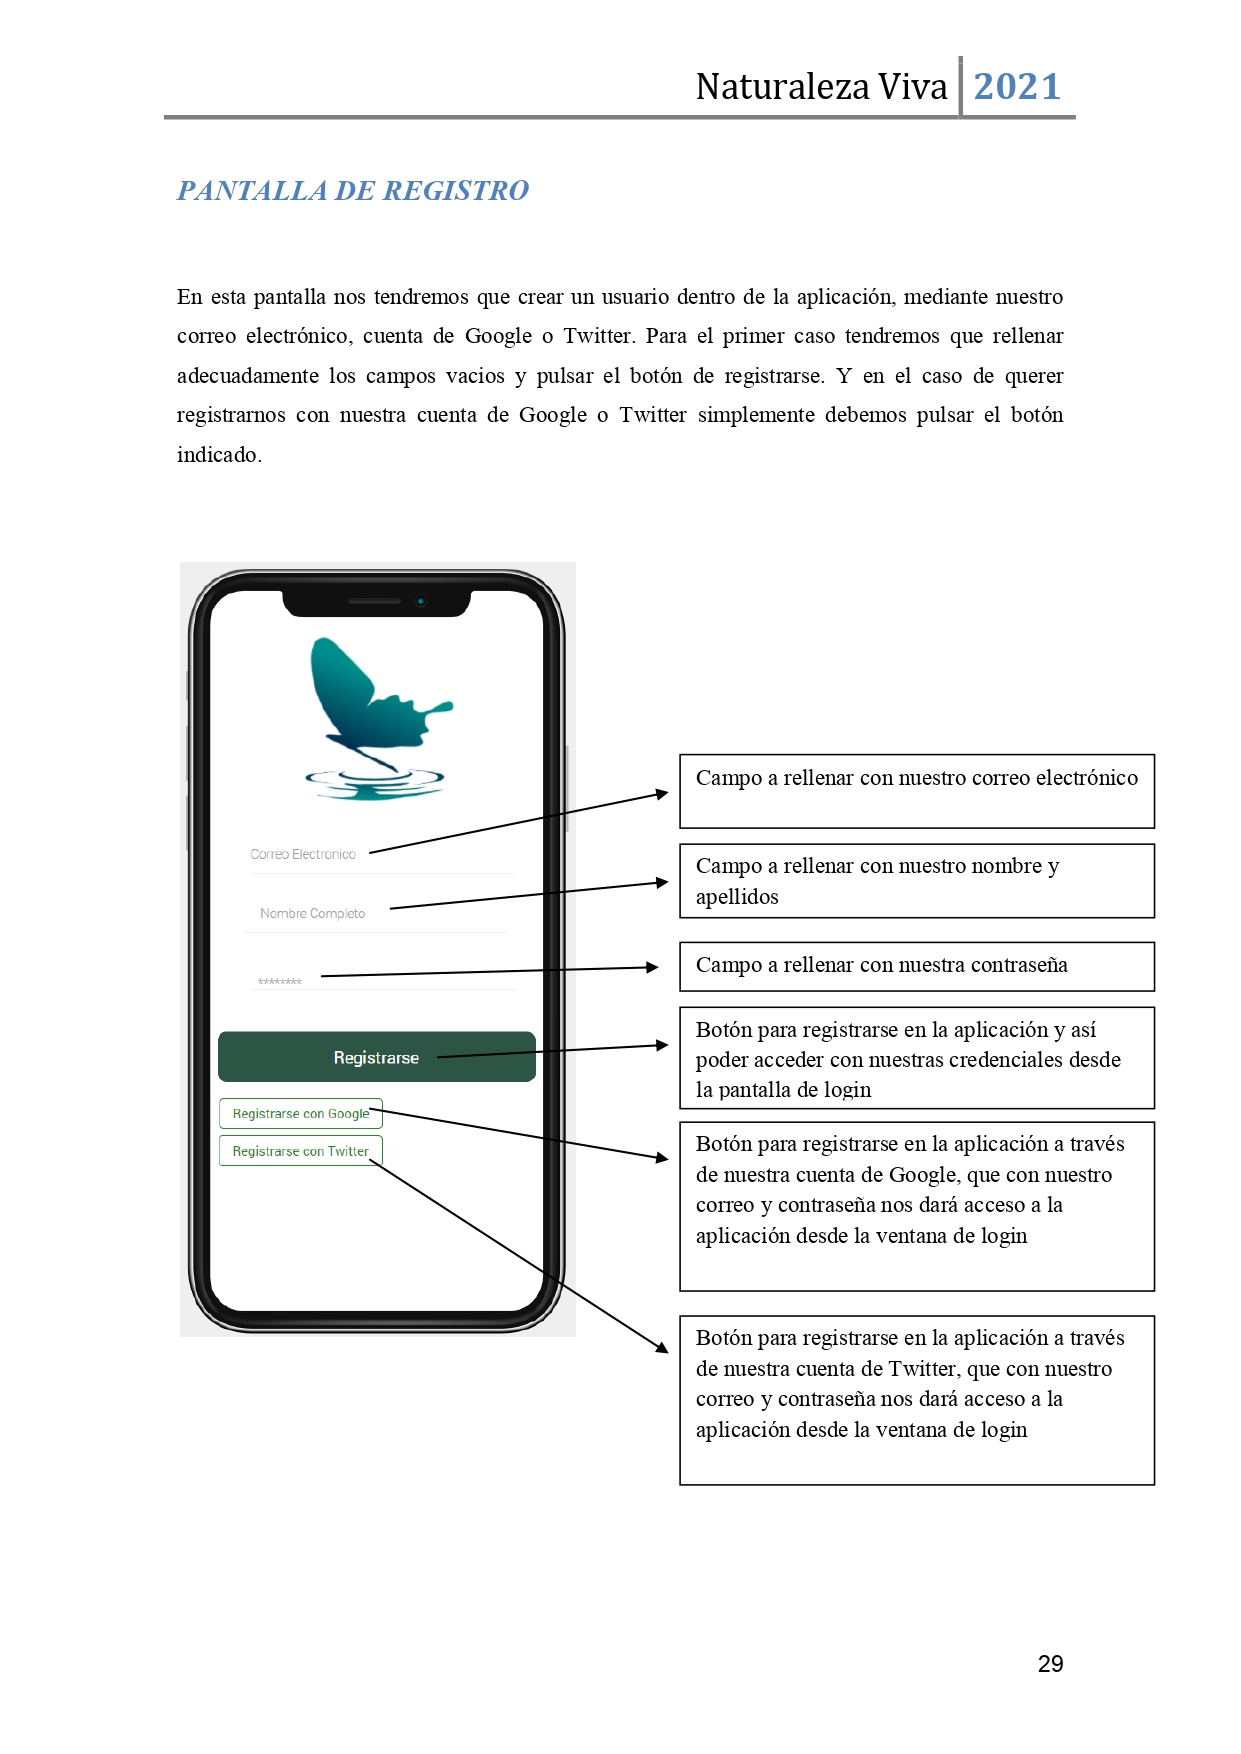 Naturaleza Viva 2021
PANTALLA DE REGISTRO
En esta pantalla nos tendremos que crear un usuario dentro de la aplicación, mediante nuestro
correo electrónico, cuenta de Google o Twitter. Para el primer caso tendremos que rellenar
adecuadamente los campos vacios y pulsar el botón de registrarse. Y en el caso de querer
registrarnos con nuestra cuenta de Google o Twitter simplemente debemos pulsar el botón
indicado.
Correo Electronico
Nombre Completo
********
Registrarse
Registrarse con Google
Registrarse con Twitter
Campo a rellenar con nuestro correo electrónico
Campo a rellenar con nuestro nombre y
apellidos
Campo a rellenar con nuestra contraseña
Botón para registrarse en la aplicación y así
poder acceder con nuestras credenciales desde
la pantalla de login
Botón para registrarse en la aplicación a través
de nuestra cuenta de Google, que con nuestro
correo y contraseña nos dará acceso a la
aplicación desde la ventana de login
Botón para registrarse en la aplicación a través
de nuestra cuenta de Twitter, que con nuestro
correo y contraseña nos dará acceso a la
aplicación desde la ventana de login
29